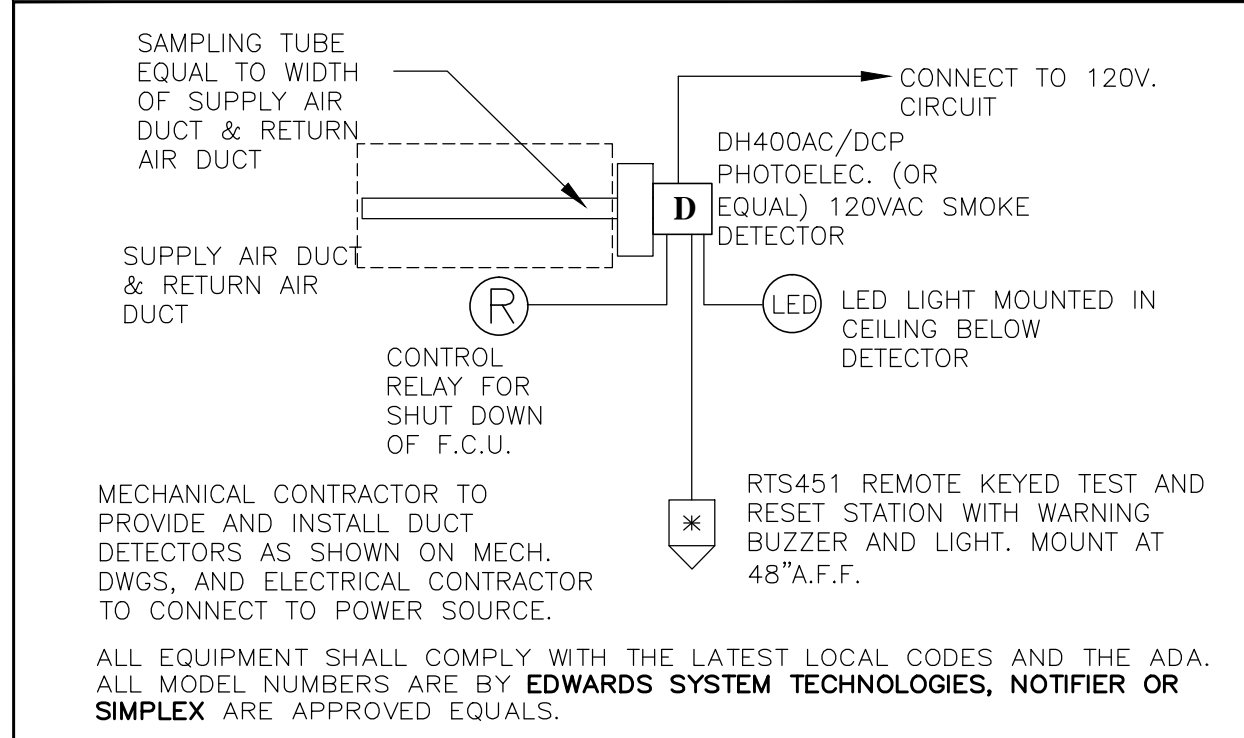 SAMPLING TUBE
EQUAL TO WIDTH
OF SUPPLY AIR
DUCT & RETURN
AIR DUCT
CONNECT TO 120V.
CIRCUIT
DH400AC/DCP
PHOTOELEC. (OR
EQUAL) 120VAC SMOKE
DETECTOR
D
SUPPLY AIR DUCT
& RETURN AIR
DUCT
R
CONTROL
RELAY FOR
SHUT DOWN
OF F.C.U.
LED
LED LIGHT MOUNTED IN
CEILING BELOW
DETECTOR
MECHANICAL CONTRACTOR TO
PROVIDE AND INSTALL DUCT
DETECTORS AS SHOWN ON MECH.
DWGS, AND ELECTRICAL CONTRACTOR
TO CONNECT TO POWER SOURCE.
*
RTS451 REMOTE KEYED TEST AND
RESET STATION WITH WARNING
BUZZER AND LIGHT. MOUNT AT
48"A.F.F.
ALL EQUIPMENT SHALL COMPLY WITH THE LATEST LOCAL CODES AND THE ADA.
ALL MODEL NUMBERS ARE BY EDWARDS SYSTEM TECHNOLOGIES, NOTIFIER OR
SIMPLEX ARE APPROVED EQUALS.